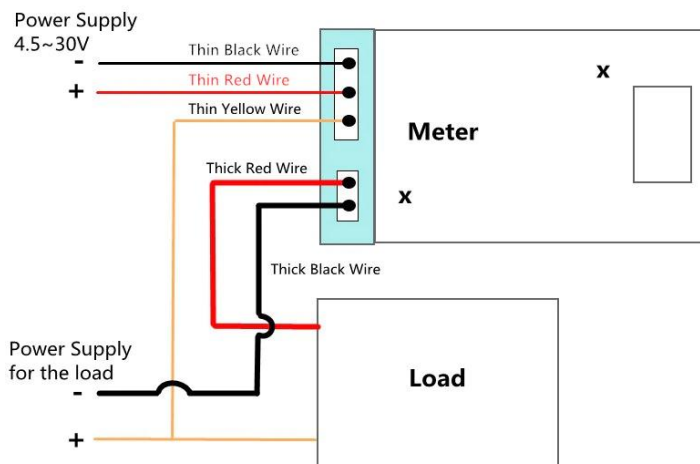 Power Supply
4.5~30V
-
+
Thin Black Wire
Thin Red Wire
Thin Yellow Wire
Meter
x
Thick Red Wire
x
Thick Black Wire
Power Supply
for the load
-
+
Load